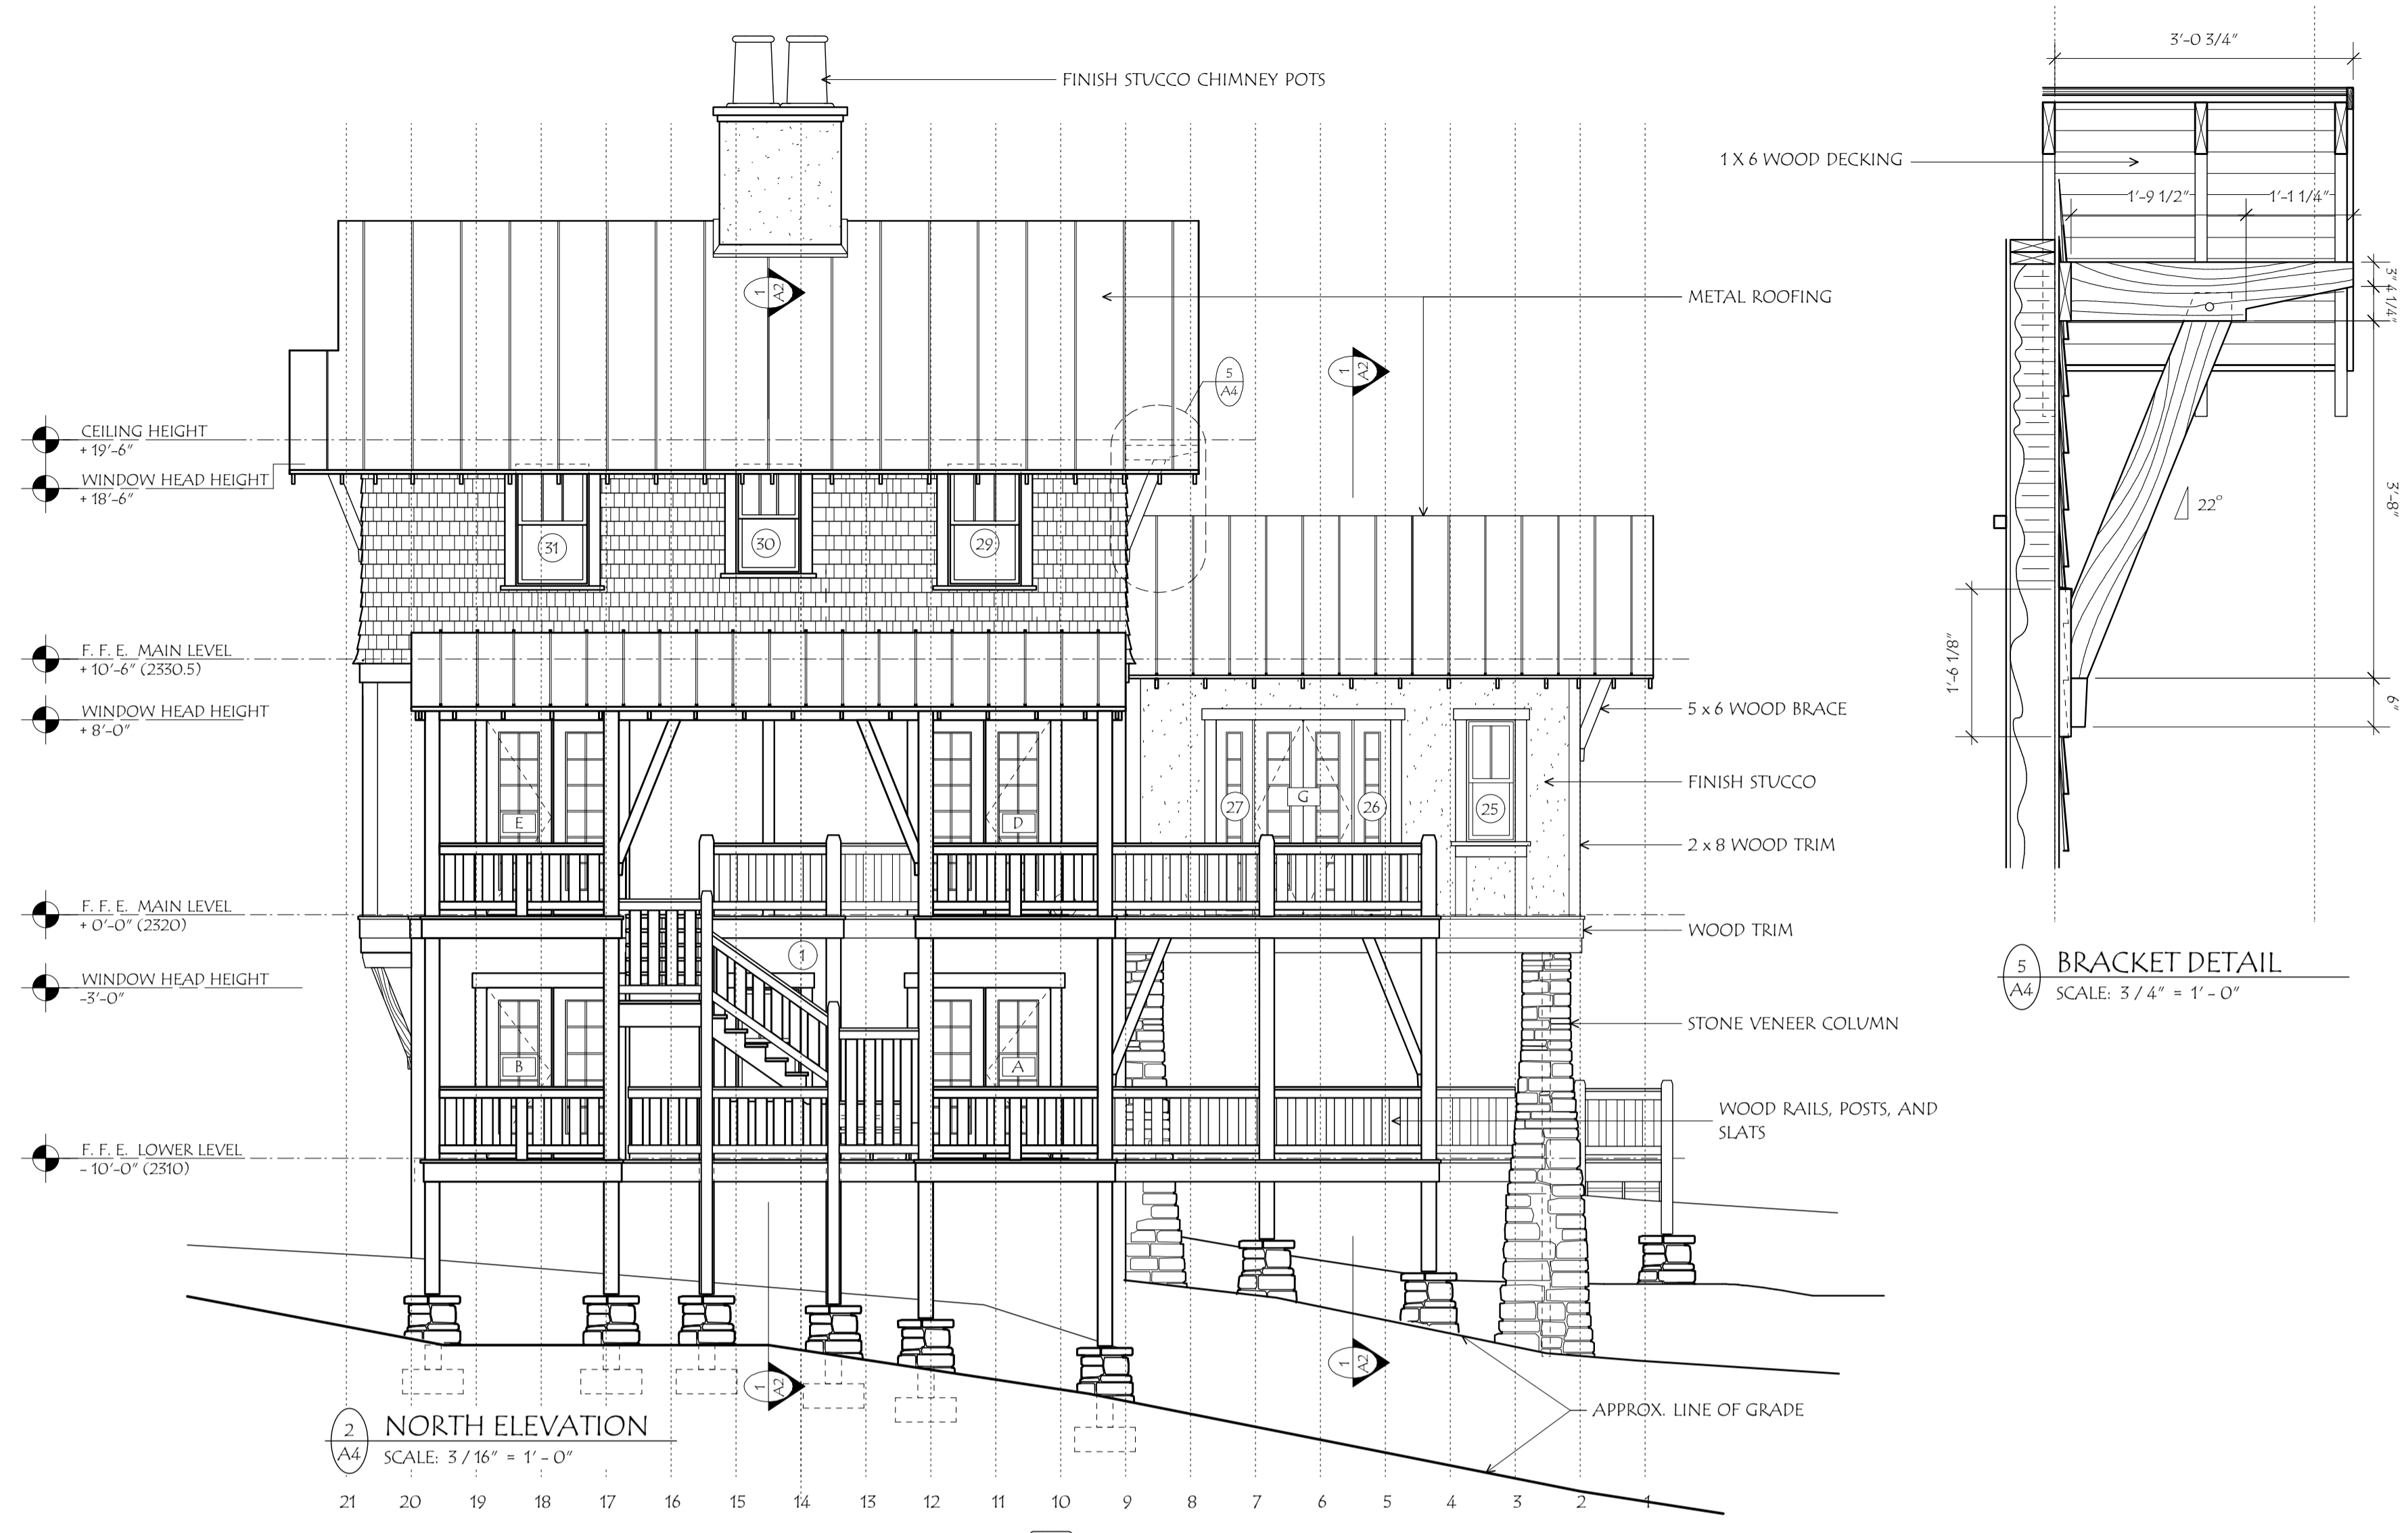 3'-0 3/4"
FINISH STUCCO CHIMNEY POTS
1 X 6 WOOD DECKING
1'-9 1/2"
1'-1 1/4"
1
A2
METAL ROOFING
3"
4 1/4"
5
A4
1
A2
CEILING HEIGHT
+ 19'-6"
WINDOW HEAD HEIGHT
+ 18'-6"
3'-8"
22°
31
30
29
F. F. E. MAIN LEVEL
+ 10'-6" (2330.5)
1'-9 1/8"
WINDOW HEAD HEIGHT
+ 8'-0"
5 x 6 WOOD BRACE
6"
FINISH STUCCO
E
D
27
G
26
25
2 x 8 WOOD TRIM
F. F. E. MAIN LEVEL
+ 0'-0" (2320)
WOOD TRIM
1
WINDOW HEAD HEIGHT
-3'-0"
5
A4
BRACKET DETAIL
SCALE: 3 / 4" = 1' - 0"
STONE VENEER COLUMN
B
A
WOOD RAILS, POSTS, AND
SLATS
F. F. E. LOWER LEVEL
- 10'-0" (2310)
1
A2
1
A2
APPROX. LINE OF GRADE
2
A4
NORTH ELEVATION
SCALE: 3 / 16" = 1' - 0"
21 20 19 18 17 16 15 14 13 12 11 10 9 8 7 6 5 4 3 2 1